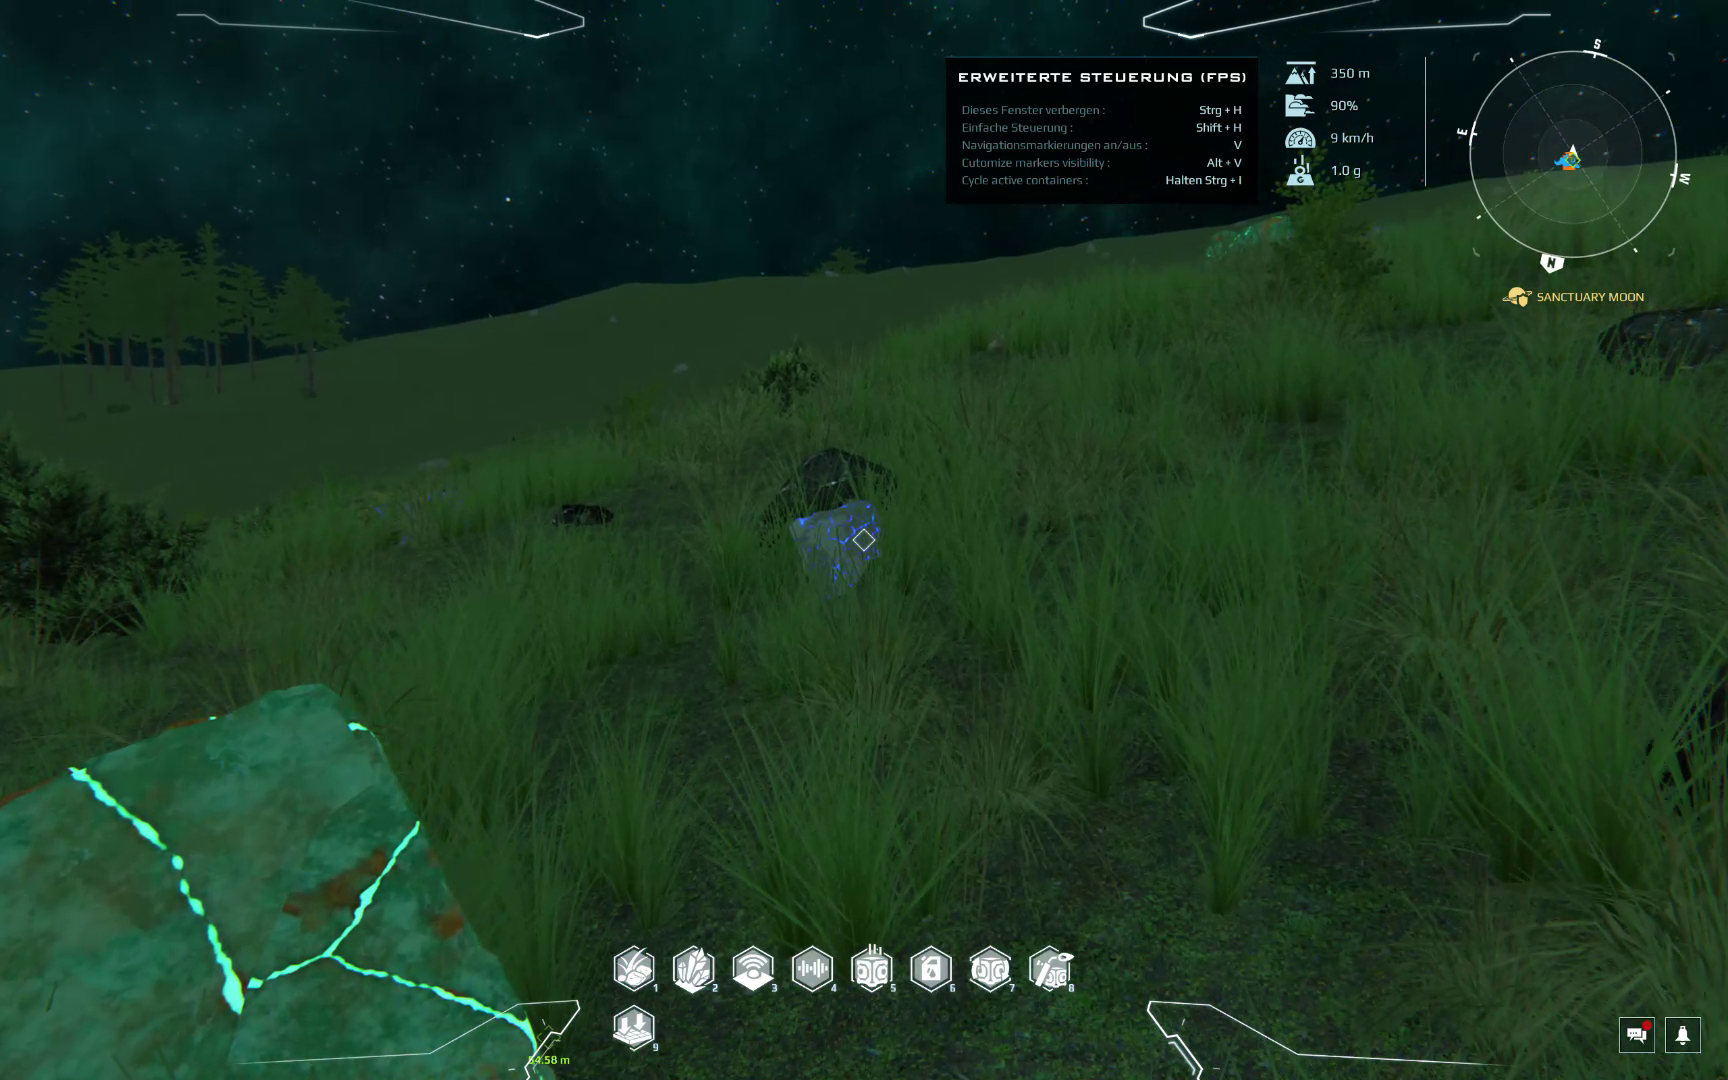 ERWEITERTE STEUERUNG (FPS)
Dieses Fenster verbergen : Strg + H
Einfache Steuerung : Shift + H
Navigationsmarkierungen an/aus : V
Cutomize markers visibility : Alt + V
Cycle active containers : Halten Strg + I
350 m
90%
9 km/h
1.0 g
G
S
E
W
N
SANCTUARY MOON
1
2
3
4
5
6
7
8
9
54.58 m